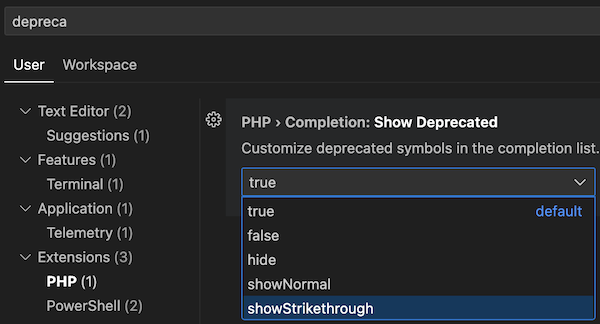 depreca
User Workspace
Text Editor (2)
Suggestions (1)
Features (1)
Terminal (1)
Application (1)
Telemetry (1)
Extensions (3)
PHP (1)
PowerShell (2)
PHP › Completion: Show Deprecated
Customize deprecated symbols in the completion list.
true
true default
false
hide
showNormal
showStrikethrough